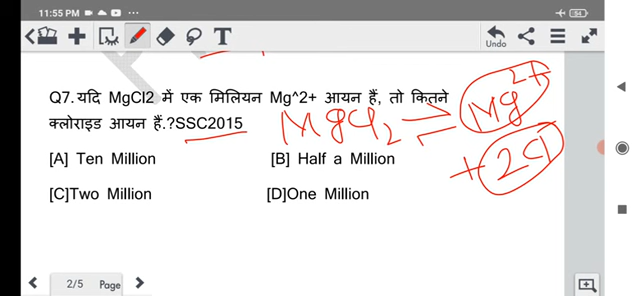 11:55 PM
54
T
Undo
Q7. यदि MgCl2 में एक मिलियन Mg^2+ आयन हैं, तो कितने
क्लोराइड आयन हैं.?SSC2015
MgCl2 ⇌ Mg2+
+ 2Cl
[A] Ten Million
[B] Half a Million
[C]Two Million
[D]One Million
2/5 Page